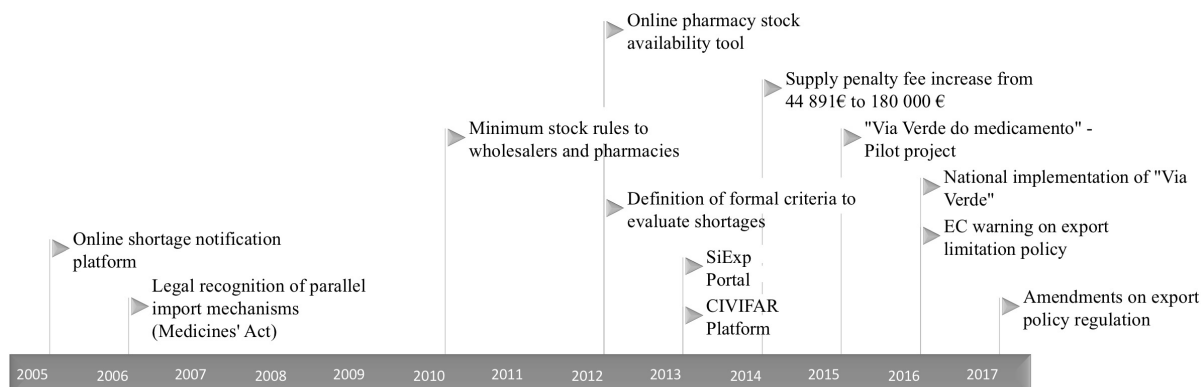 Online pharmacy stock
availability tool
Supply penalty fee increase from
44 891€ to 180 000 €
Minimum stock rules to
wholesalers and pharmacies
"Via Verde do medicamento" -
Pilot project
National implementation of "Via
Verde"
Definition of formal criteria to
evaluate shortages
EC warning on export
limitation policy
Online shortage notification
platform
SiExp
Portal
Legal recognition of parallel
import mechanisms
(Medicines' Act)
CIVIFAR
Platform
Amendments on export
policy regulation
2005 2006 2007 2008 2009 2010 2011 2012 2013 2014 2015 2016 2017